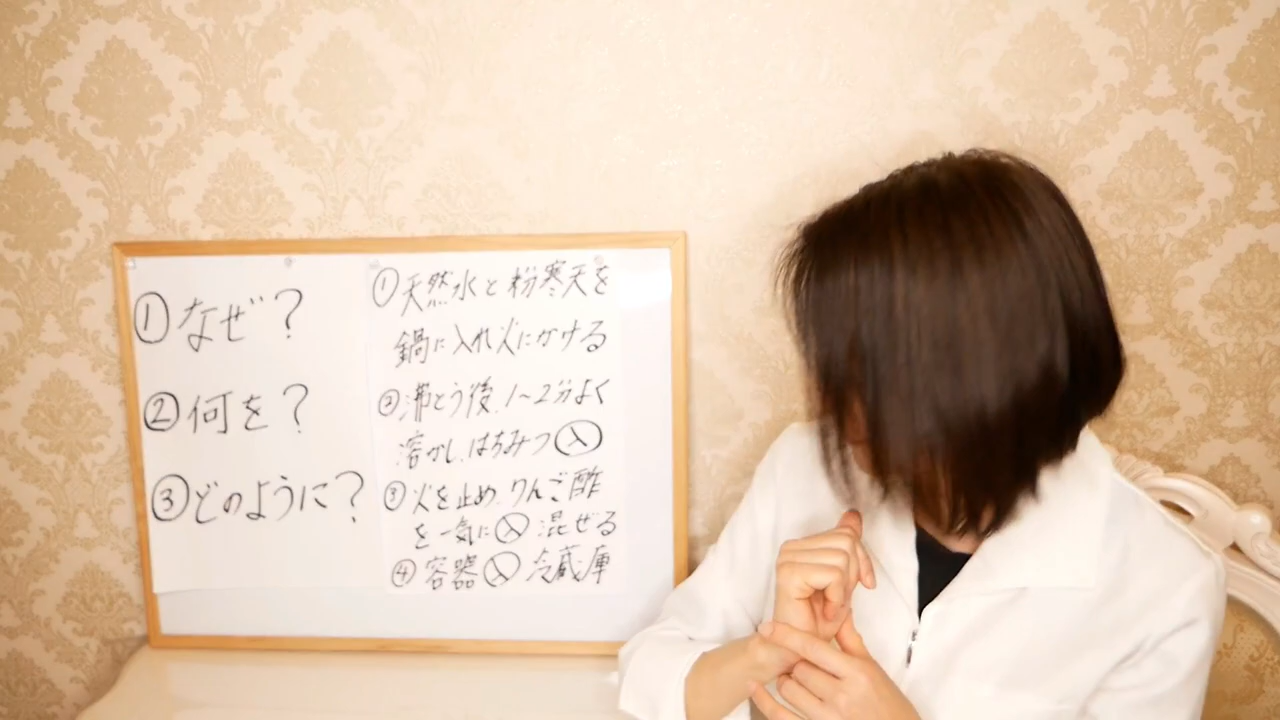 ①なぜ？
②何を？
③どのように？
①天然水と粉寒天を
鍋に入れ火にかける
②沸とう後、1〜2分よく
溶かし、はちみつ㋑
③火を止め、りんご酢
を一気に㋑混ぜる
④容器㋑冷蔵庫